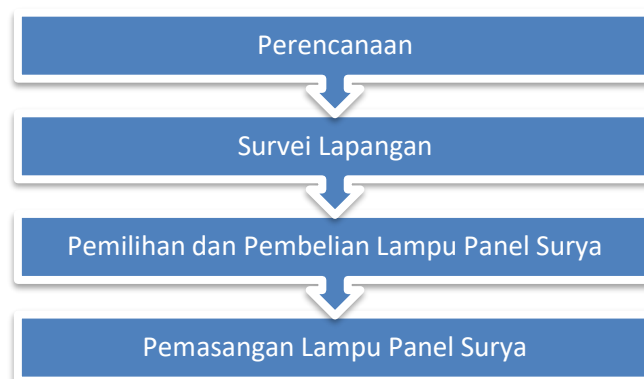 Perencanaan
Survei Lapangan
Pemilihan dan Pembelian Lampu Panel Surya
Pemasangan Lampu Panel Surya